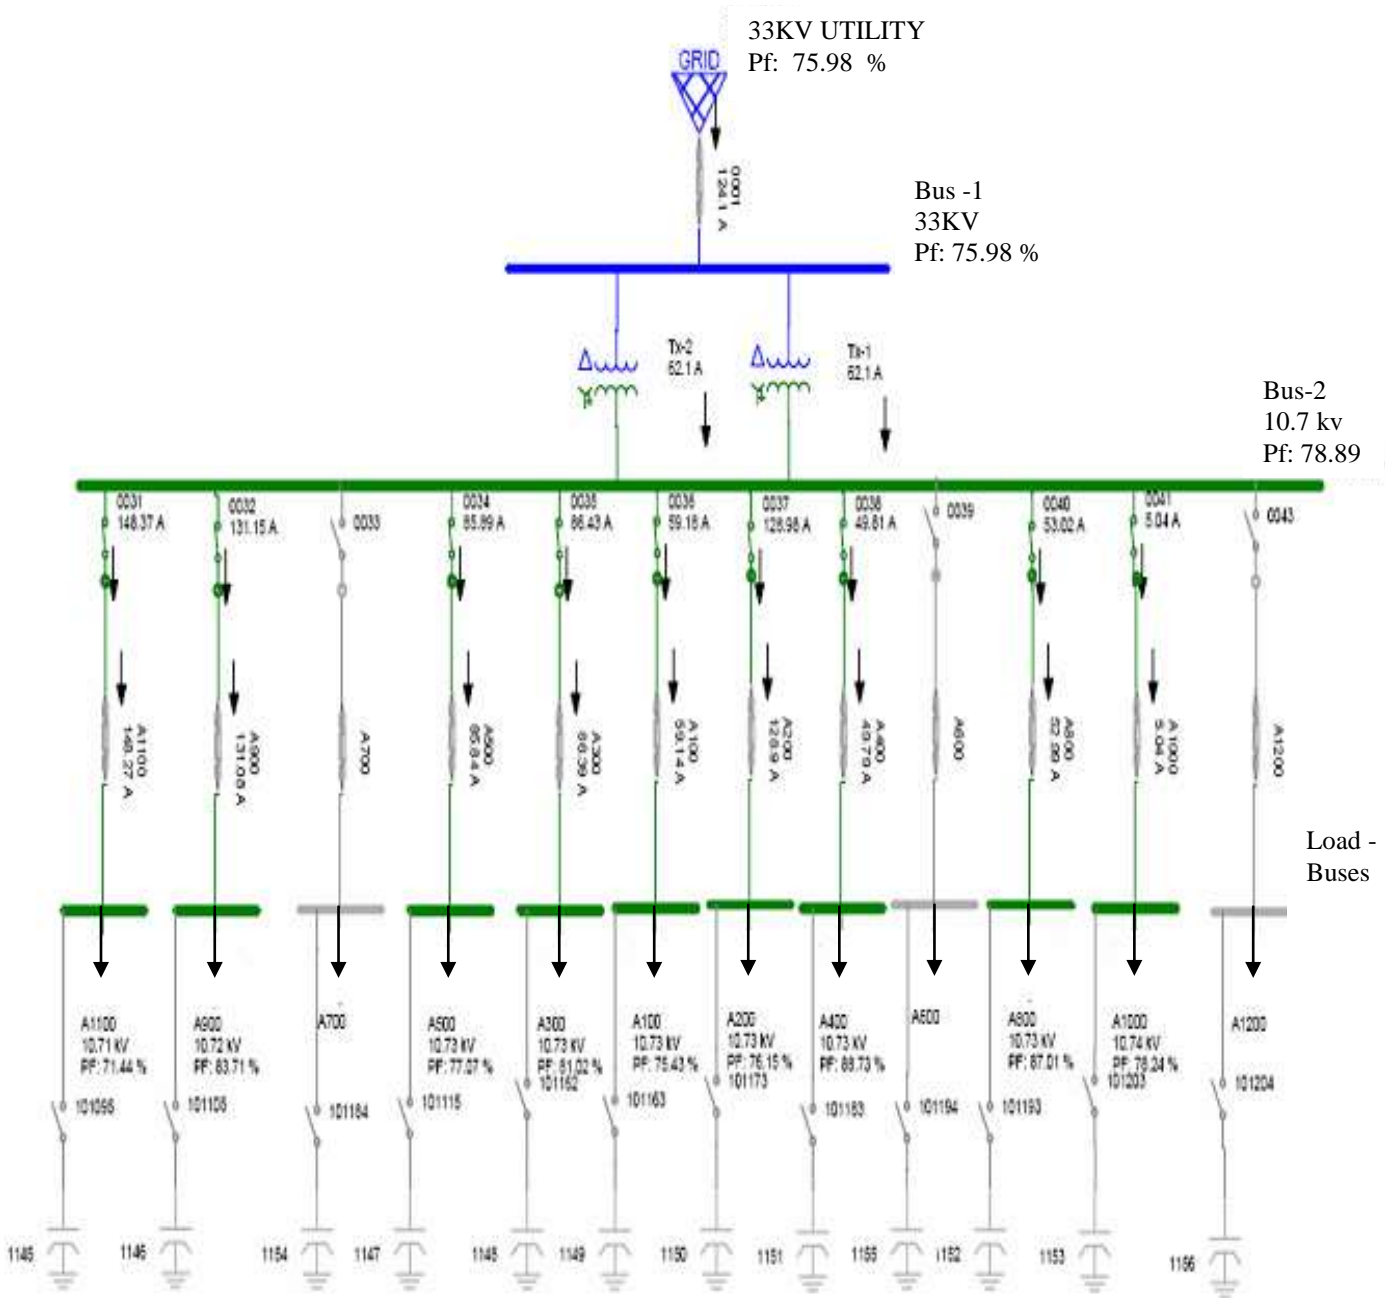 33KV UTILITY
Pf: 75.98 %
GRID
0001
124.1 A
Bus -1
33KV
Pf: 75.98 %
Tx-2
62.1 A
Tx-1
62.1 A
Bus-2
10.7 kv
Pf: 78.89
0031
148.37 A
0032
131.15 A
0033
0034
85.89 A
0035
86.43 A
0036
59.18 A
0037
128.98 A
0038
49.81 A
0039
0040
53.02 A
0041
5.04 A
0043
A1100
148.27 A
A900
131.06 A
A700
A500
85.84 A
A300
86.39 A
A100
59.14 A
A200
128.9 A
A400
49.79 A
A600
A800
52.99 A
A1000
5.04 A
A1200
Load -
Buses
A1100
10.71 kV
PF: 71.44 %
A900
10.72 kV
PF: 83.71 %
A700
A500
10.73 kV
PF: 77.07 %
A300
10.73 kV
PF: 81.02 %
A100
10.73 kV
PF: 75.43 %
A200
10.73 kV
PF: 76.15 %
A400
10.73 kV
PF: 88.73 %
A600
A800
10.73 kV
PF: 87.01 %
A1000
10.74 kV
PF: 78.24 %
A1200
101095
101105
101184
101115
101162
101163
101173
101183
101194
101193
101203
101204
1145
1146
1154
1147
1148
1149
1150
1151
1155
1152
1153
1156